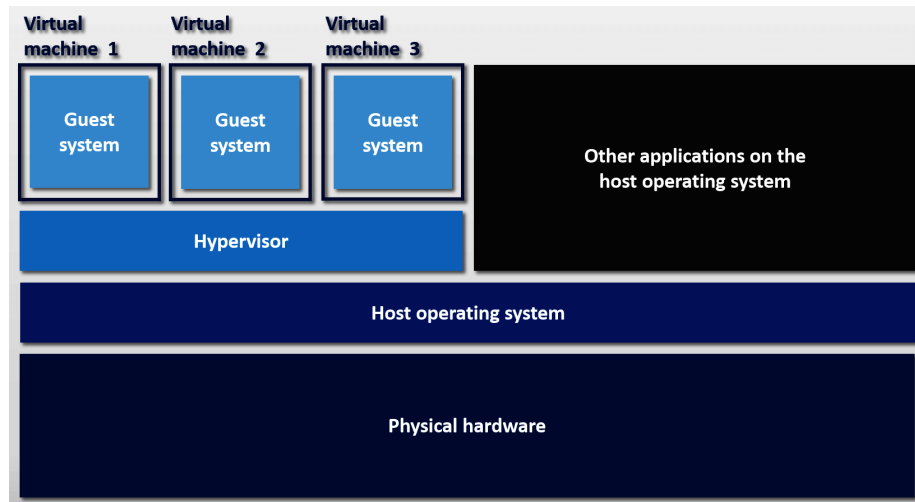 Virtual
machine 1
Virtual
machine 2
Virtual
machine 3
Guest
system
Guest
system
Guest
system
Other applications on the
host operating system
Hypervisor
Host operating system
Physical hardware